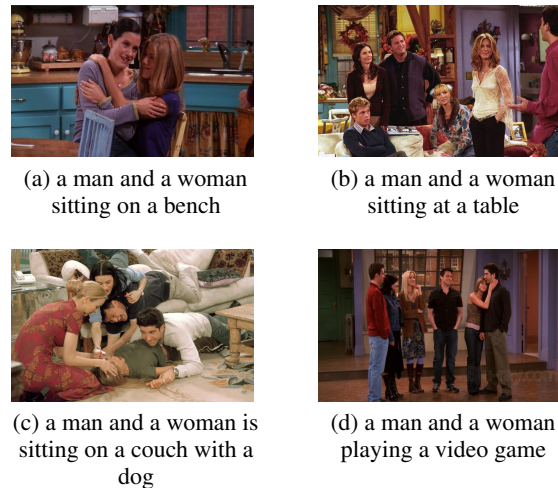 (a) a man and a woman
sitting on a bench
(b) a man and a woman
sitting at a table
(c) a man and a woman is
sitting on a couch with a
dog
(d) a man and a woman
playing a video game